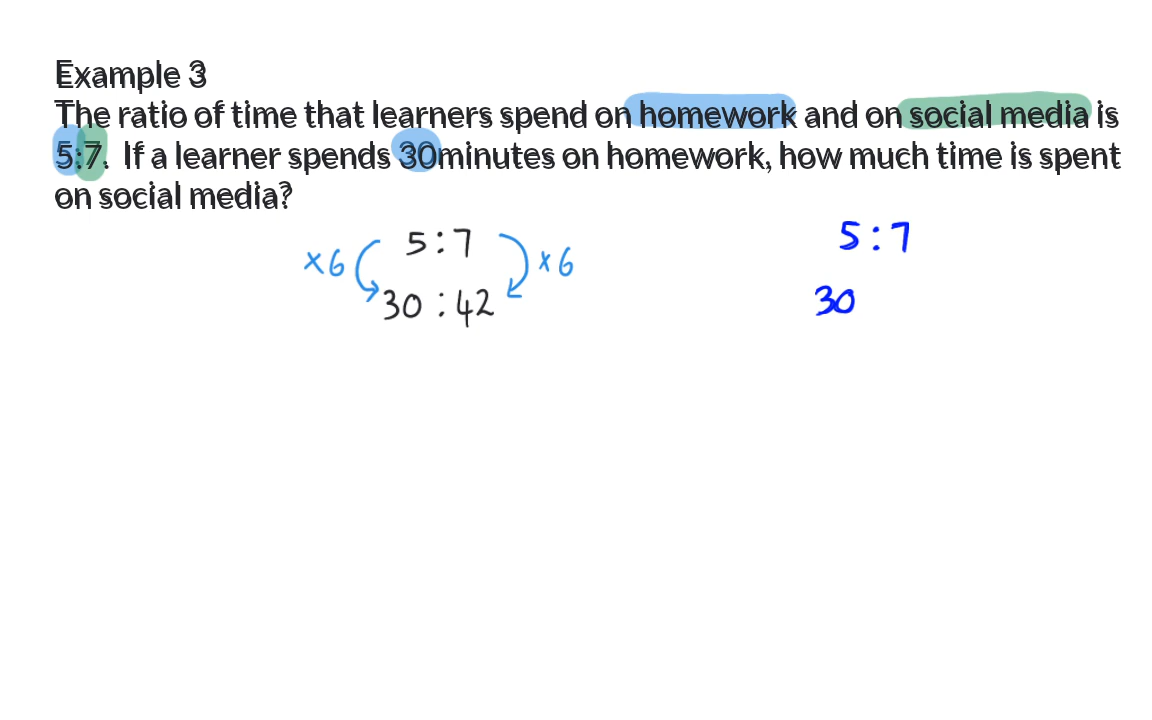 Example 3
The ratio of time that learners spend on homework and on social media is
5:7. If a learner spends 30minutes on homework, how much time is spent
on social media?
×6 5:7 ×6 5:7
30:42 30